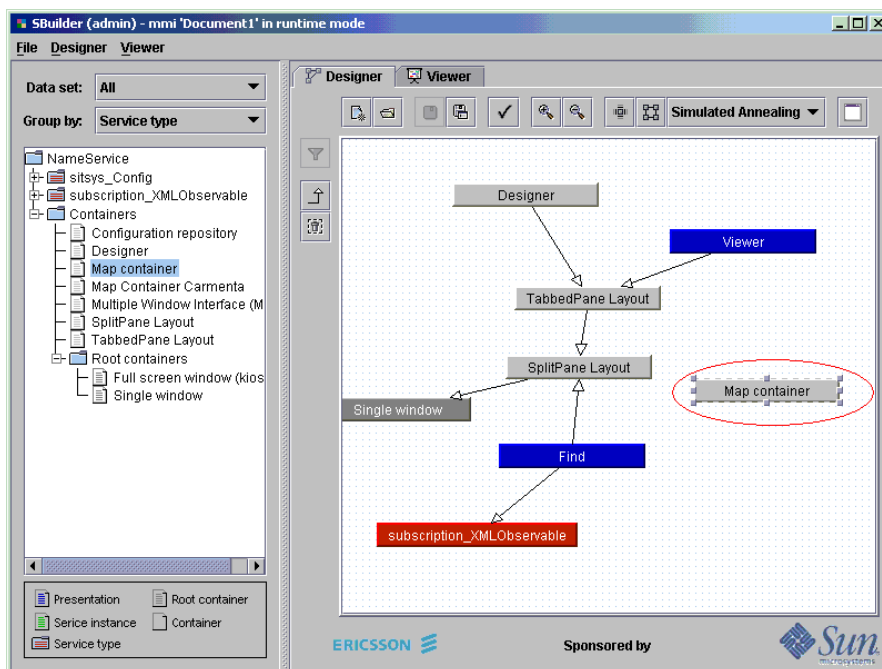 SBuilder (admin) - mmi 'Document1' in runtime mode
File Designer Viewer
Data set: All
Group by: Service type
NameService
sitsys_Config
subscription_XMLObservable
Containers
Configuration repository
Designer
Map container
Map Container Carmenta
Multiple Window Interface (M
SplitPane Layout
TabbedPane Layout
Root containers
Full screen window (kios
Single window
Presentation
Root container
Serice instance
Container
Service type
Designer
Viewer
Simulated Annealing
Designer
Viewer
TabbedPane Layout
SplitPane Layout
Map container
Single window
Find
subscription_XMLObservable
ERICSSON
Sponsored by
Sun
microsystems